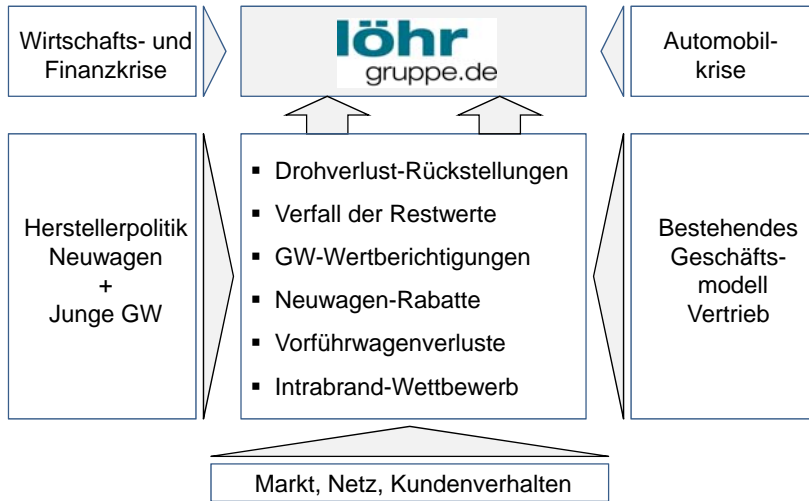 Wirtschafts- und
Finanzkrise
löhr
gruppe.de
Automobil-
krise
Herstellerpolitik
Neuwagen
+
Junge GW
▪ Drohverlust-Rückstellungen
▪ Verfall der Restwerte
▪ GW-Wertberichtigungen
▪ Neuwagen-Rabatte
▪ Vorführwagenverluste
▪ Intrabrand-Wettbewerb
Bestehendes
Geschäfts-
modell
Vertrieb
Markt, Netz, Kundenverhalten